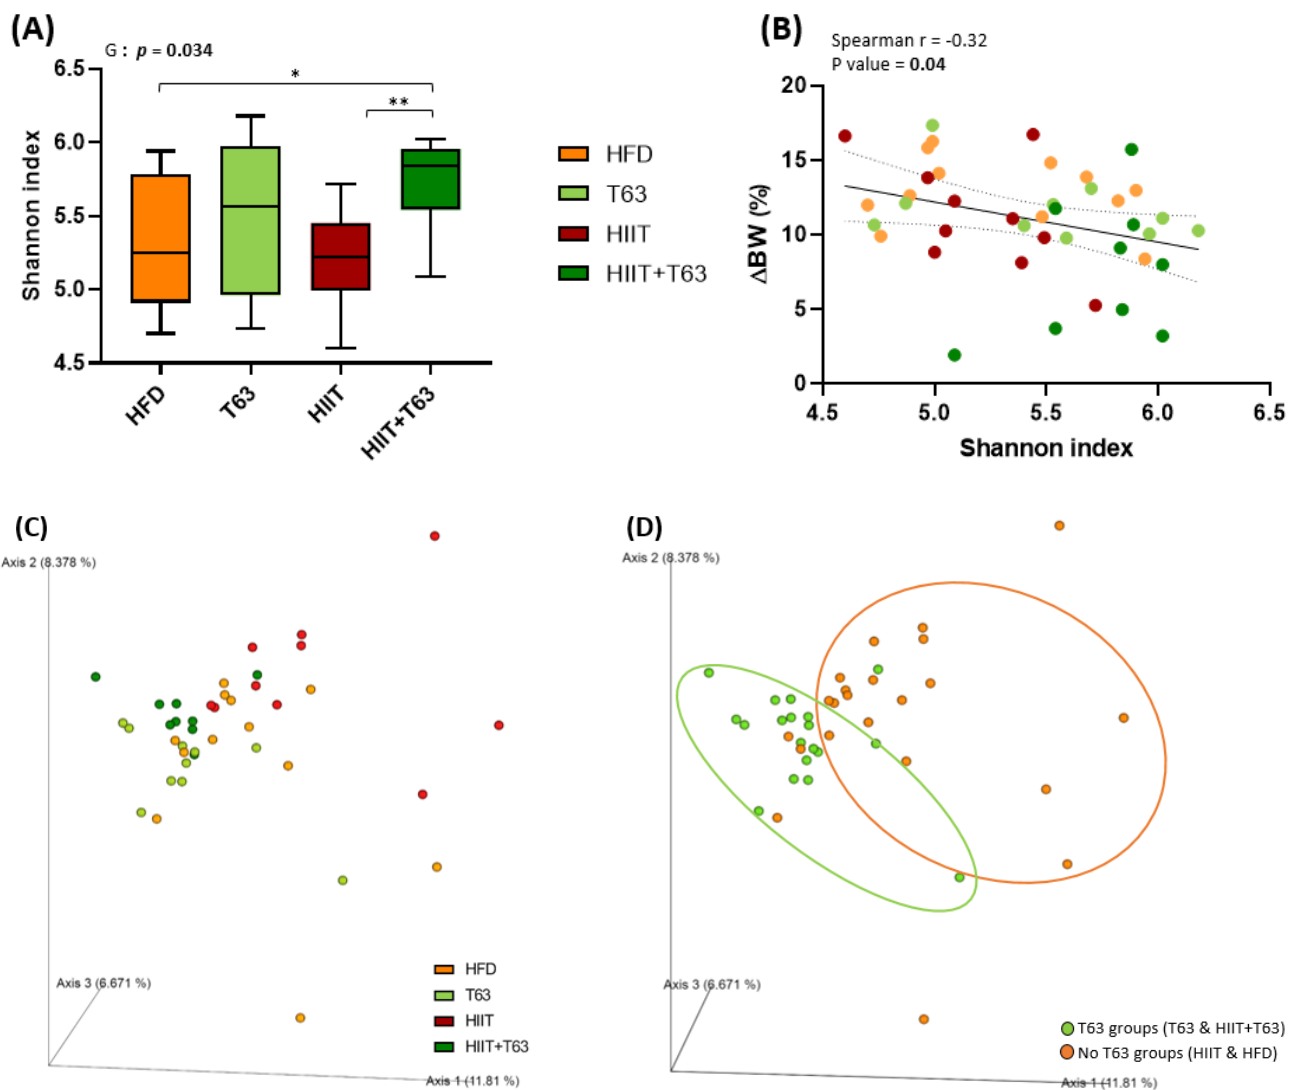 (A)
G : p = 0.034
6.5
6.0
5.5
5.0
4.5
Shannon index
*
**
HFD
T63
HIIT
HIIT+T63
HFD
T63
HIIT
HIIT+T63
(B)
Spearman r = -0.32
P value = 0.04
20
15
10
5
0
ΔBW (%)
4.5
5.0
5.5
6.0
6.5
Shannon index
(C)
Axis 2 (8.378 %)
Axis 3 (6.671 %)
Axis 1 (11.81 %)
HFD
T63
HIIT
HIIT+T63
(D)
Axis 2 (8.378 %)
Axis 3 (6.671 %)
Axis 1 (11.81 %)
T63 groups (T63 & HIIT+T63)
No T63 groups (HIIT & HFD)